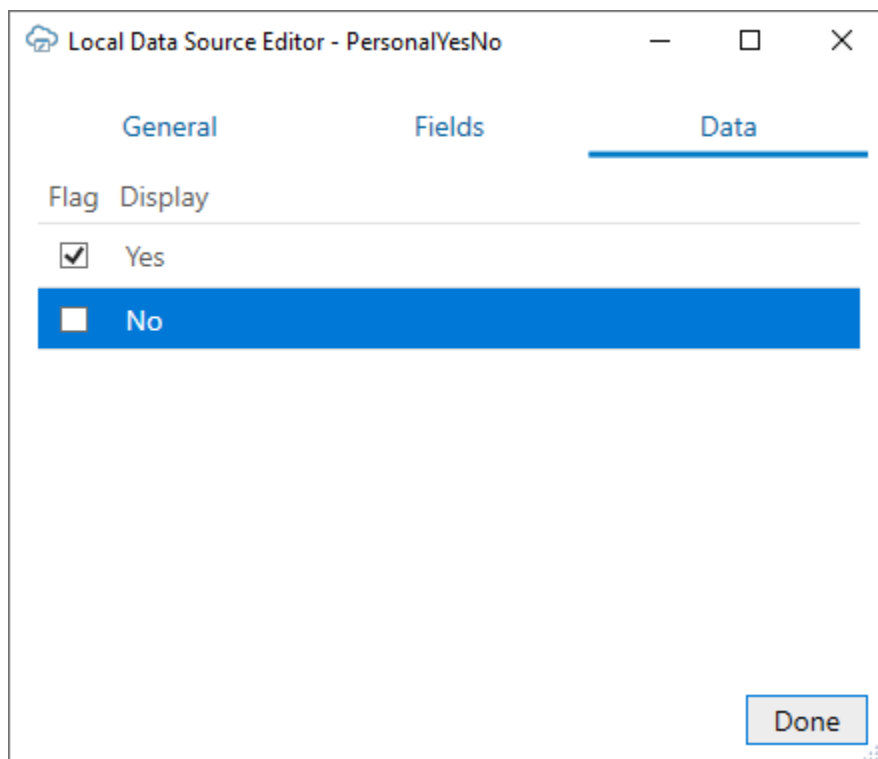 Local Data Source Editor - PersonalYesNo
General Fields Data
Flag Display
Yes
No
Done